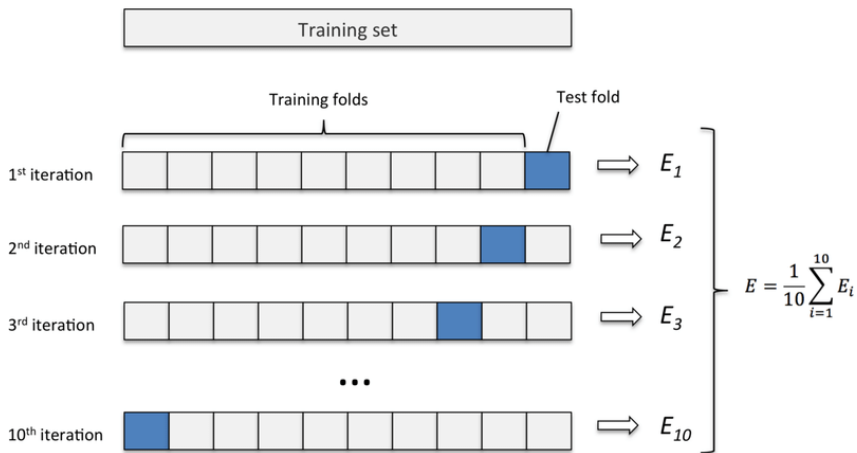 Training set
Training folds
Test fold
1st iteration
E1
2nd iteration
E2
3rd iteration
E3
E = 1/10 10∑i=1 Ei
...
10th iteration
E10